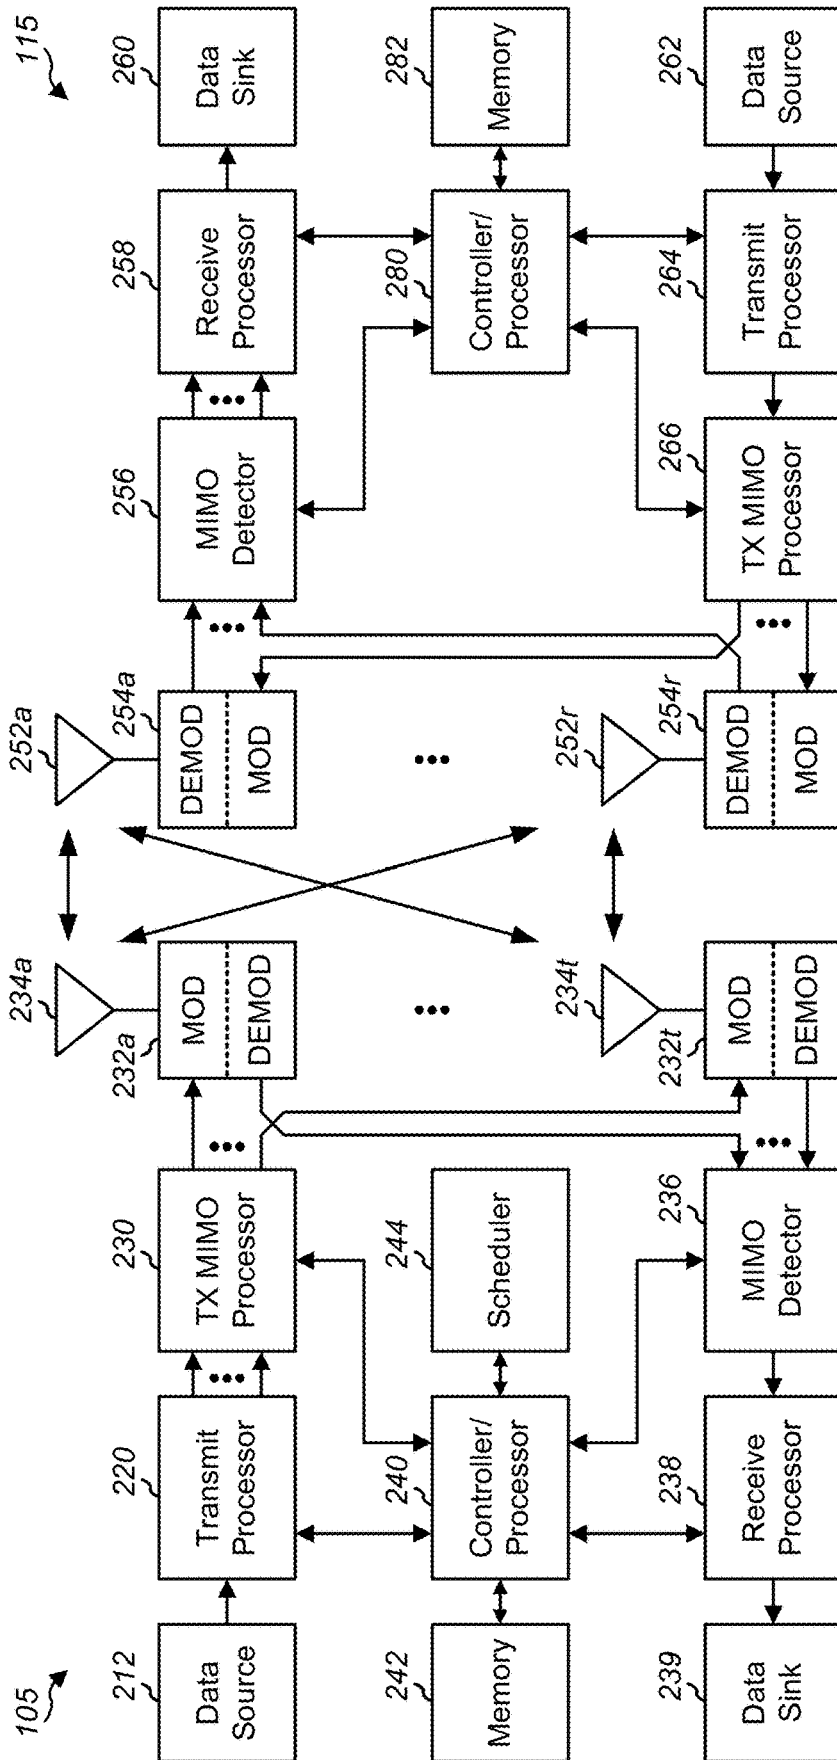 105
212
Data
Source
220
Transmit
Processor
230
TX MIMO
Processor
232a
MOD
DEMOD
234a
242
Memory
240
Controller/
Processor
244
Scheduler
239
Data
Sink
238
Receive
Processor
236
MIMO
Detector
232t
MOD
DEMOD
234t
115
252a
254a
DEMOD
MOD
256
MIMO
Detector
258
Receive
Processor
260
Data
Sink
280
Controller/
Processor
282
Memory
252r
254r
DEMOD
MOD
266
TX MIMO
Processor
264
Transmit
Processor
262
Data
Source